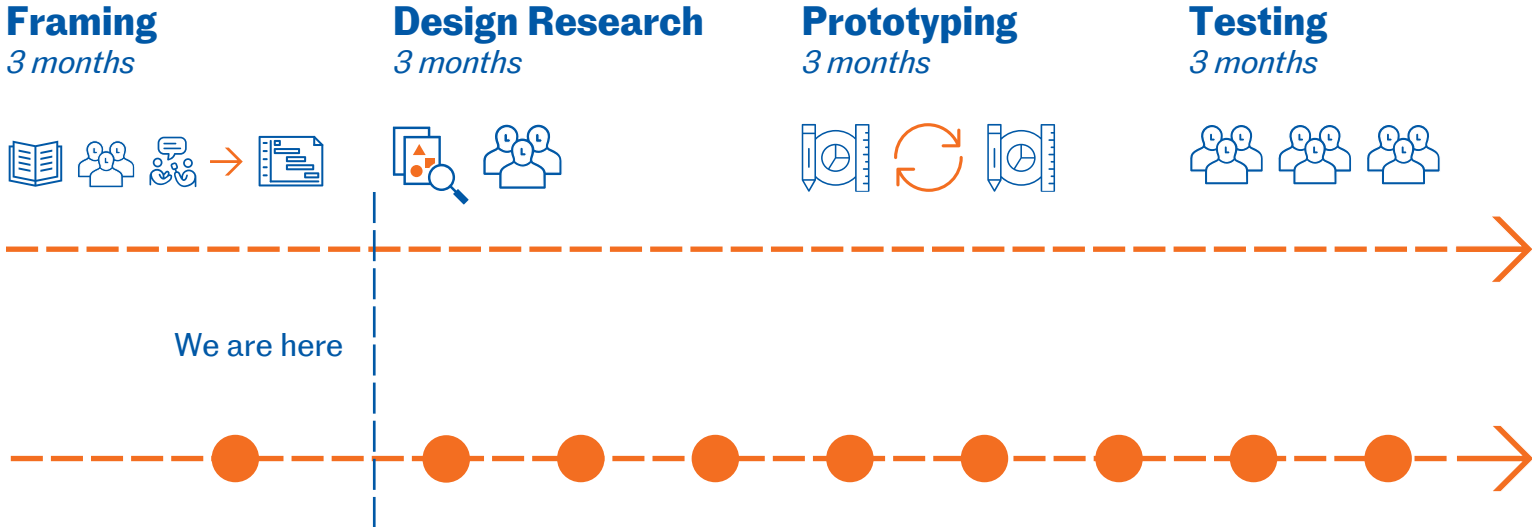 Framing
3 months
Design Research
3 months
Prototyping
3 months
Testing
3 months
We are here